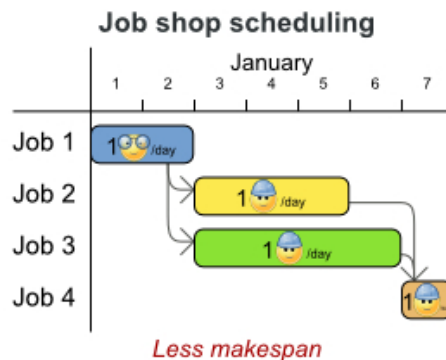 Job shop scheduling
January
1 2 3 4 5 6 7
Job 1 1 /day
Job 2 1 /day
Job 3 1 /day
Job 4 1
Less makespan